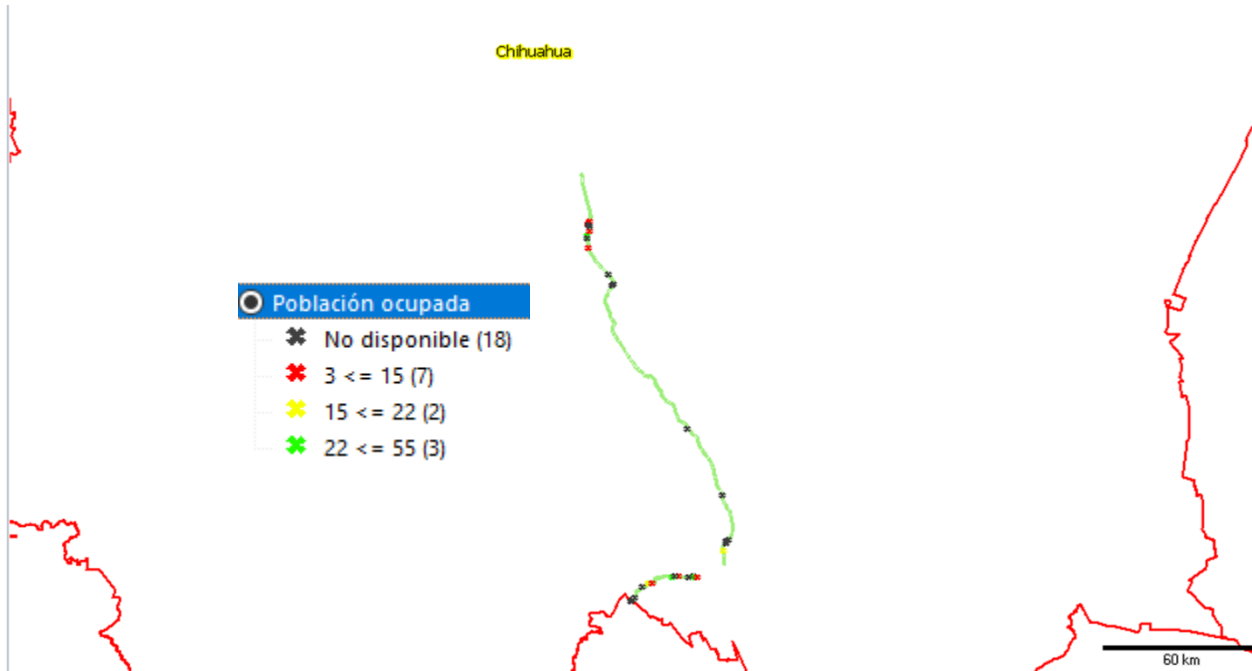 Chihuahua
Población ocupada
No disponible (18)
3 <= 15 (7)
15 <= 22 (2)
22 <= 55 (3)
60 km